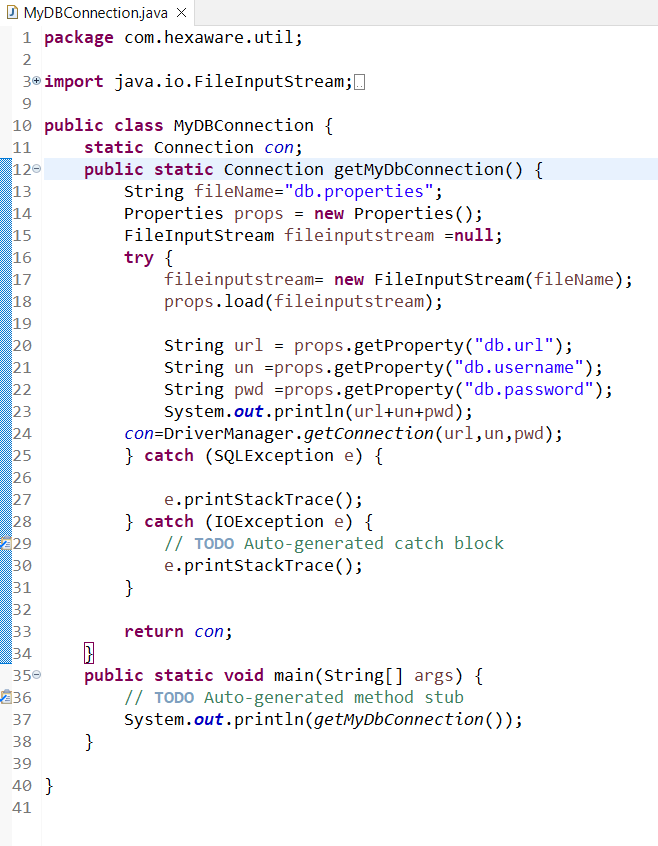 MyDBConnection.java
1 package com.hexaware.util;
2
3 import java.io.FileInputStream;
9
10 public class MyDBConnection {
11     static Connection con;
12     public static Connection getMyDbConnection() {
13         String fileName="db.properties";
14         Properties props = new Properties();
15         FileInputStream fileinputstream =null;
16         try {
17             fileinputstream= new FileInputStream(fileName);
18             props.load(fileinputstream);
19
20             String url = props.getProperty("db.url");
21             String un =props.getProperty("db.username");
22             String pwd =props.getProperty("db.password");
23             System.out.println(url+un+pwd);
24         con=DriverManager.getConnection(url,un,pwd);
25         } catch (SQLException e) {
26
27             e.printStackTrace();
28         } catch (IOException e) {
29             // TODO Auto-generated catch block
30             e.printStackTrace();
31         }
32
33         return con;
34     }
35     public static void main(String[] args) {
36         // TODO Auto-generated method stub
37         System.out.println(getMyDbConnection());
38     }
39
40 }
41